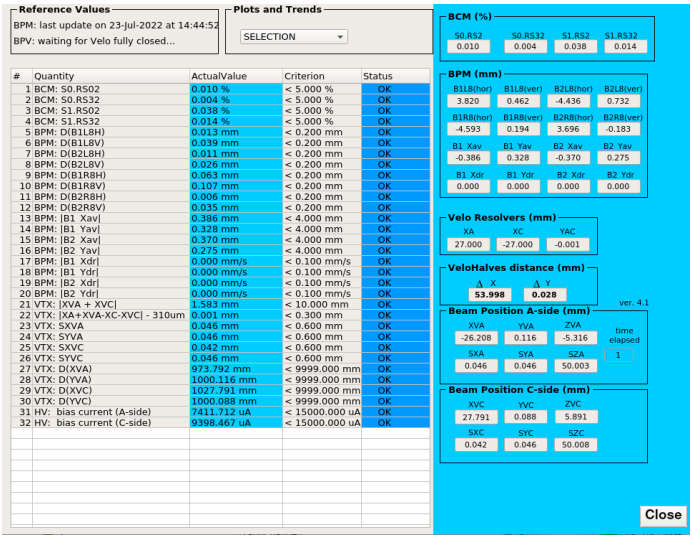 Reference Values
BPM: last update on 23-Jul-2022 at 14:44:52
BPV: waiting for Velo fully closed...
Plots and Trends
SELECTION
# Quantity ActualValue Criterion Status
1 BCM: S0.RS02 0.010 % < 5.000 % OK
2 BCM: S0.RS32 0.004 % < 5.000 % OK
3 BCM: S1.RS02 0.038 % < 5.000 % OK
4 BCM: S1.RS32 0.014 % < 5.000 % OK
5 BPM: D(B1L8H) 0.013 mm < 0.200 mm OK
6 BPM: D(B1L8V) 0.039 mm < 0.200 mm OK
7 BPM: D(B2L8H) 0.011 mm < 0.200 mm OK
8 BPM: D(B2L8V) 0.026 mm < 0.200 mm OK
9 BPM: D(B1R8H) 0.063 mm < 0.200 mm OK
10 BPM: D(B1R8V) 0.107 mm < 0.200 mm OK
11 BPM: D(B2R8H) 0.006 mm < 0.200 mm OK
12 BPM: D(B2R8V) 0.035 mm < 0.200 mm OK
13 BPM: |B1 Xav| 0.386 mm < 4.000 mm OK
14 BPM: |B1 Yav| 0.328 mm < 4.000 mm OK
15 BPM: |B2 Xav| 0.370 mm < 4.000 mm OK
16 BPM: |B2 Yav| 0.275 mm < 4.000 mm OK
17 BPM: |B1 Xdr| 0.000 mm/s < 0.100 mm/s OK
18 BPM: |B1 Ydr| 0.000 mm/s < 0.100 mm/s OK
19 BPM: |B2 Xdr| 0.000 mm/s < 0.100 mm/s OK
20 BPM: |B2 Ydr| 0.000 mm/s < 0.100 mm/s OK
21 VTX: |XVA + XVC| 1.583 mm < 10.000 mm OK
22 VTX: |XA+XVA-XC-XVC| - 310um 0.001 mm < 0.300 mm OK
23 VTX: SXVA 0.046 mm < 0.600 mm OK
24 VTX: SYVA 0.046 mm < 0.600 mm OK
25 VTX: SXVC 0.042 mm < 0.600 mm OK
26 VTX: SYVC 0.046 mm < 0.600 mm OK
27 VTX: D(XVA) 973.792 mm < 9999.000 mm OK
28 VTX: D(YVA) 1000.116 mm < 9999.000 mm OK
29 VTX: D(XVC) 1027.791 mm < 9999.000 mm OK
30 VTX: D(YVC) 1000.088 mm < 9999.000 mm OK
31 HV: bias current (A-side) 7411.712 uA < 15000.000 uA OK
32 HV: bias current (C-side) 9398.467 uA < 15000.000 uA OK
BCM (%)
S0.RS2 S0.RS32 S1.RS2 S1.RS32
0.010 0.004 0.038 0.014
BPM (mm)
B1L8(hor) B1L8(ver) B2L8(hor) B2L8(ver)
3.820 0.462 -4.436 0.732
B1R8(hor) B1R8(ver) B2R8(hor) B2R8(ver)
-4.593 0.194 3.696 -0.183
B1 Xav B1 Yav B2 Xav B2 Yav
-0.386 0.328 -0.370 0.275
B1 Xdr B1 Ydr B2 Xdr B2 Ydr
0.000 0.000 0.000 0.000
Velo Resolvers (mm)
XA XC YAC
27.000 -27.000 -0.001
VeloHalves distance (mm)
Δ X Δ Y
53.998 0.028
ver. 4.1
Beam Position A-side (mm)
XVA YVA ZVA
-26.208 0.116 -5.316
SXA SYA SZA
0.046 0.046 50.003
time
elapsed
1
Beam Position C-side (mm)
XVC YVC ZVC
27.791 0.088 5.891
SXC SYC SZC
0.042 0.046 50.008
Close